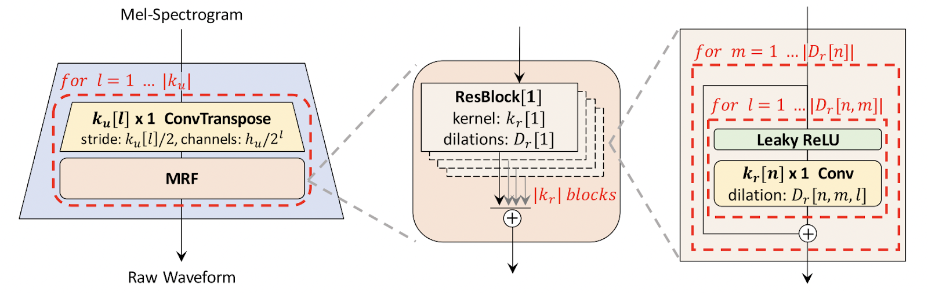 Mel-Spectrogram
for l = 1 … |k_u|
k_u[l] x 1 ConvTranspose
stride: k_u[l]/2, channels: h_u/2^l
MRF
Raw Waveform
ResBlock[1]
kernel: k_r[1]
dilations: D_r[1]
|k_r| blocks
+
for m = 1 …|D_r[n]|
for l = 1 …|D_r[n,m]|
Leaky ReLU
k_r[n] x 1 Conv
dilation: D_r[n, m, l]
+